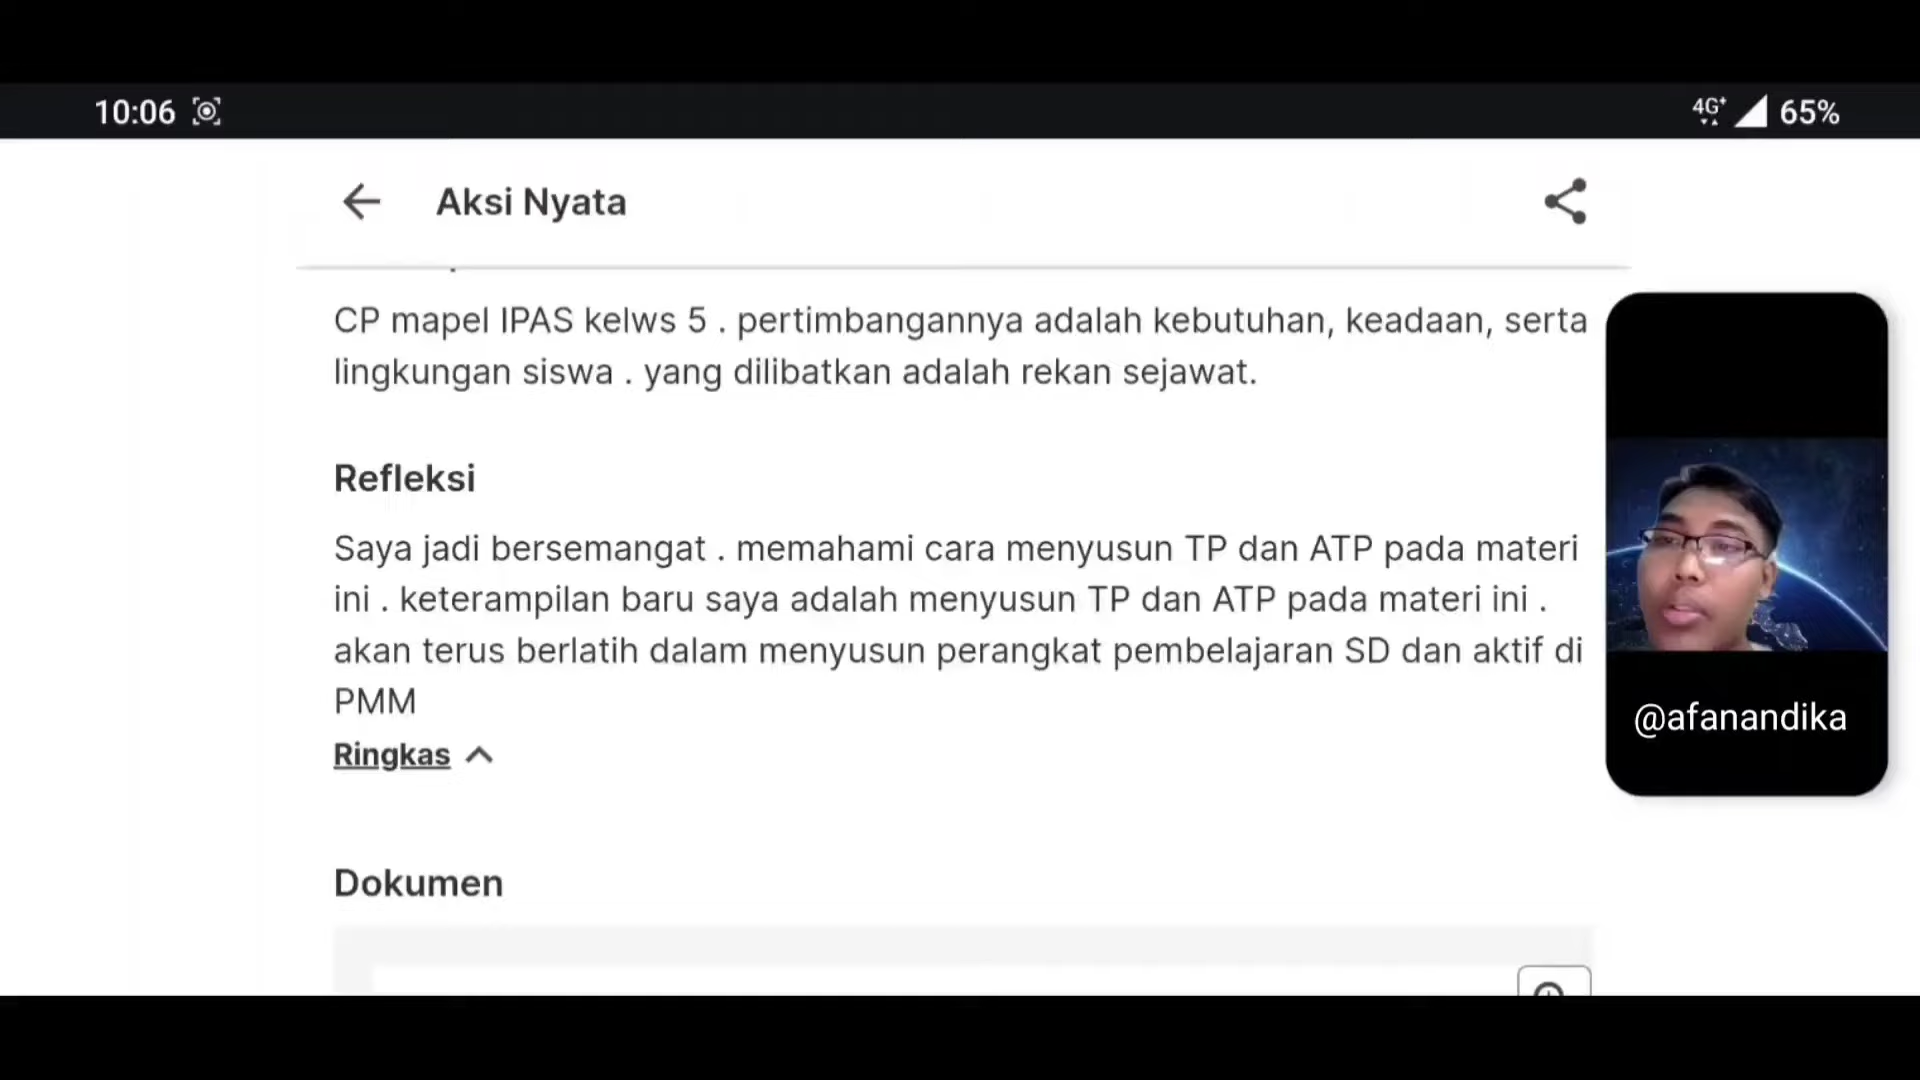 10:06
4G+
65%
Aksi Nyata
CP mapel IPAS kelws 5 . pertimbangannya adalah kebutuhan, keadaan, serta
lingkungan siswa . yang dilibatkan adalah rekan sejawat.
Refleksi
Saya jadi bersemangat . memahami cara menyusun TP dan ATP pada materi
ini . keterampilan baru saya adalah menyusun TP dan ATP pada materi ini .
akan terus berlatih dalam menyusun perangkat pembelajaran SD dan aktif di
PMM
Ringkas
@afanandika
Dokumen